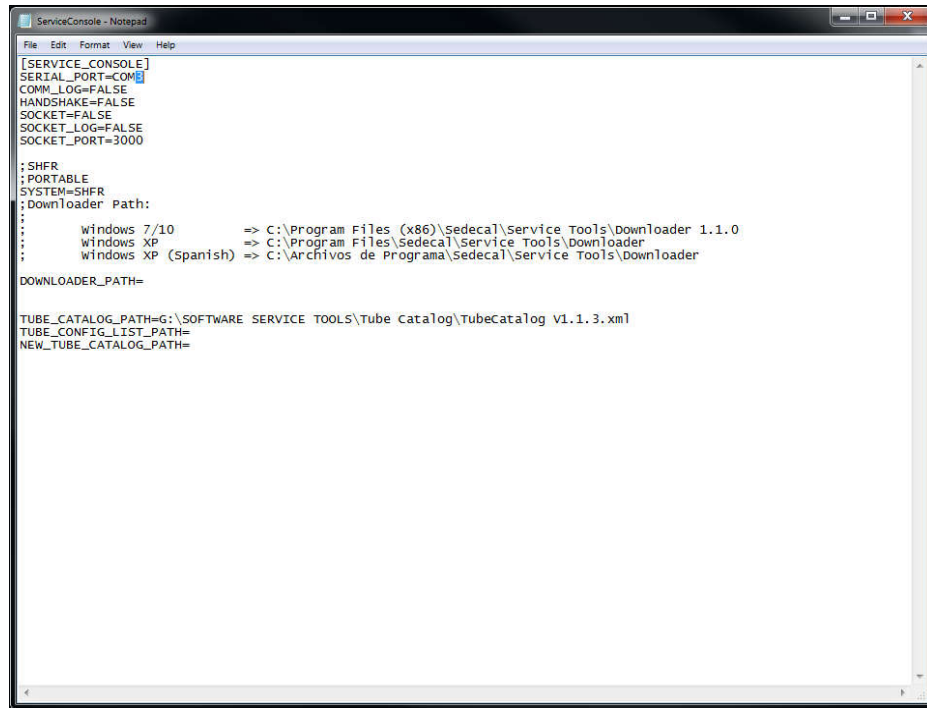 ServiceConsole - Notepad
File Edit Format View Help
[SERVICE_CONSOLE]
SERIAL_PORT=COM3
COMM_LOG=FALSE
HANDSHAKE=FALSE
SOCKET=FALSE
SOCKET_LOG=FALSE
SOCKET_PORT=3000
;SHFR
;PORTABLE
SYSTEM=SHFR
;Downloader Path:
;
; Windows 7/10 => C:\Program Files (x86)\Sedecal\Service Tools\Downloader 1.1.0
; Windows XP => C:\Program Files\Sedecal\Service Tools\Downloader
; Windows XP (Spanish) => C:\Archivos de Programa\Sedecal\Service Tools\Downloader
DOWNLOADER_PATH=
TUBE_CATALOG_PATH=G:\SOFTWARE SERVICE TOOLS\Tube Catalog\TubeCatalog V1.1.3.xml
TUBE_CONFIG_LIST_PATH=
NEW_TUBE_CATALOG_PATH=